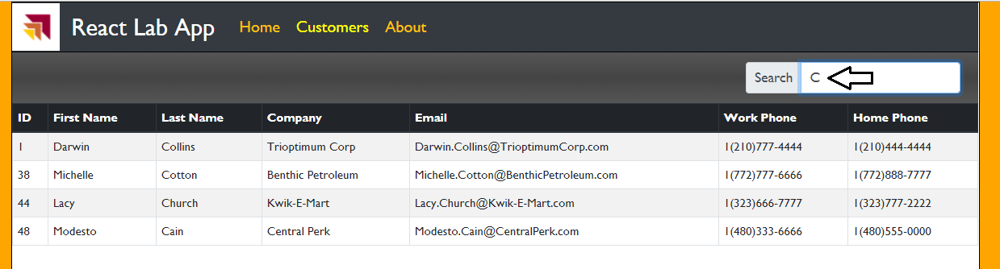 React Lab App Home Customers About
Search C
ID First Name Last Name Company Email Work Phone Home Phone
1 Darwin Collins Trioptimum Corp Darwin.Collins@TrioptimumCorp.com 1(210)777-4444 1(210)444-4444
38 Michelle Cotton Benthic Petroleum Michelle.Cotton@BenthicPetroleum.com 1(772)777-6666 1(772)888-7777
44 Lacy Church Kwik-E-Mart Lacy.Church@Kwik-E-Mart.com 1(323)666-7777 1(323)777-2222
48 Modesto Cain Central Perk Modesto.Cain@CentralPerk.com 1(480)333-6666 1(480)555-0000